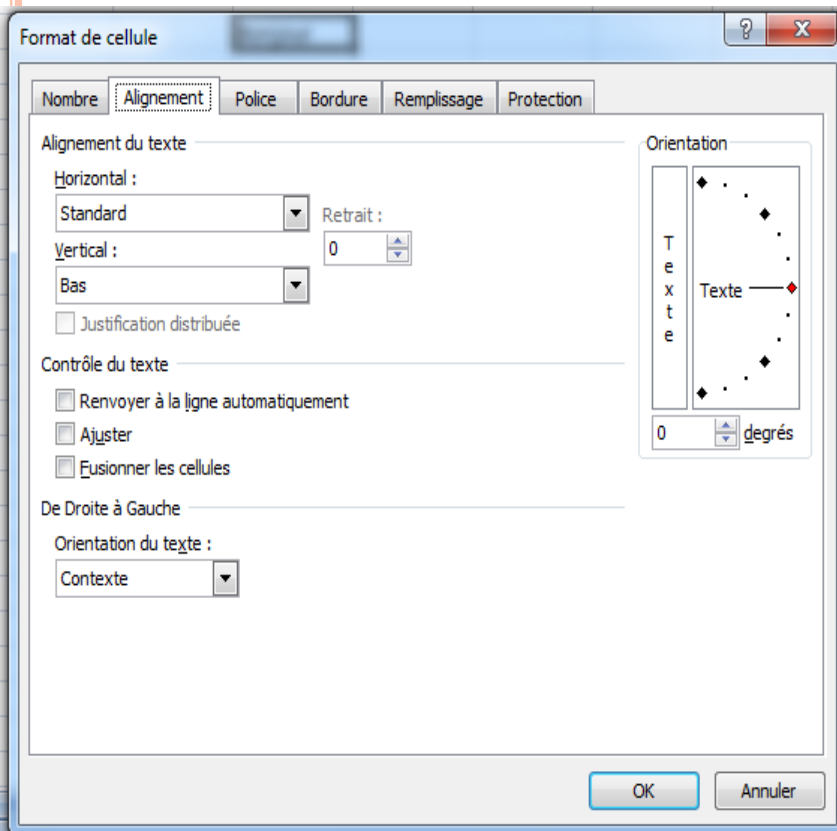 Format de cellule
Nombre Alignement Police Bordure Remplissage Protection
Alignement du texte
Horizontal :
Standard
Retrait :
0
Vertical :
Bas
Justification distribuée
Contrôle du texte
Renvoyer à la ligne automatiquement
Ajuster
Fusionner les cellules
De Droite à Gauche
Orientation du texte :
Contexte
Orientation
Texte
Texte
0 degrés
OK Annuler